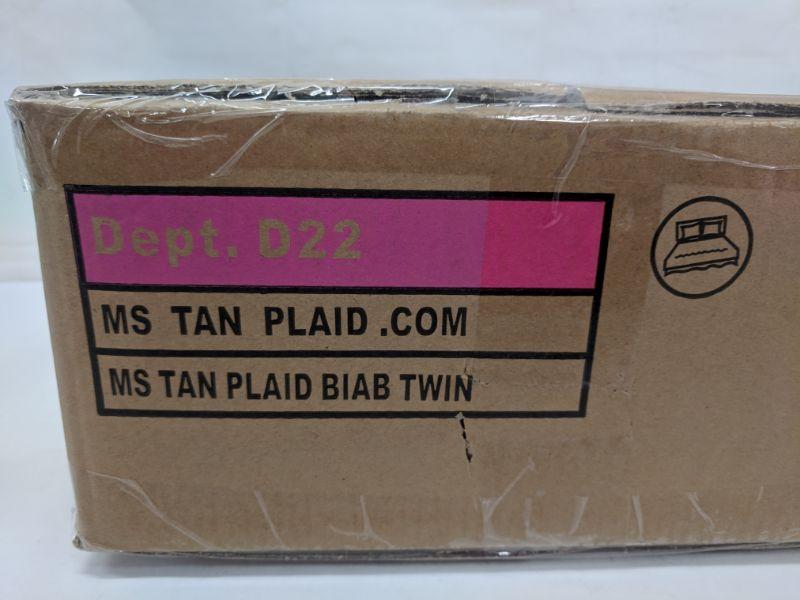 Dept. D22
MS TAN PLAID .COM
MS TAN PLAID BIAB TWIN